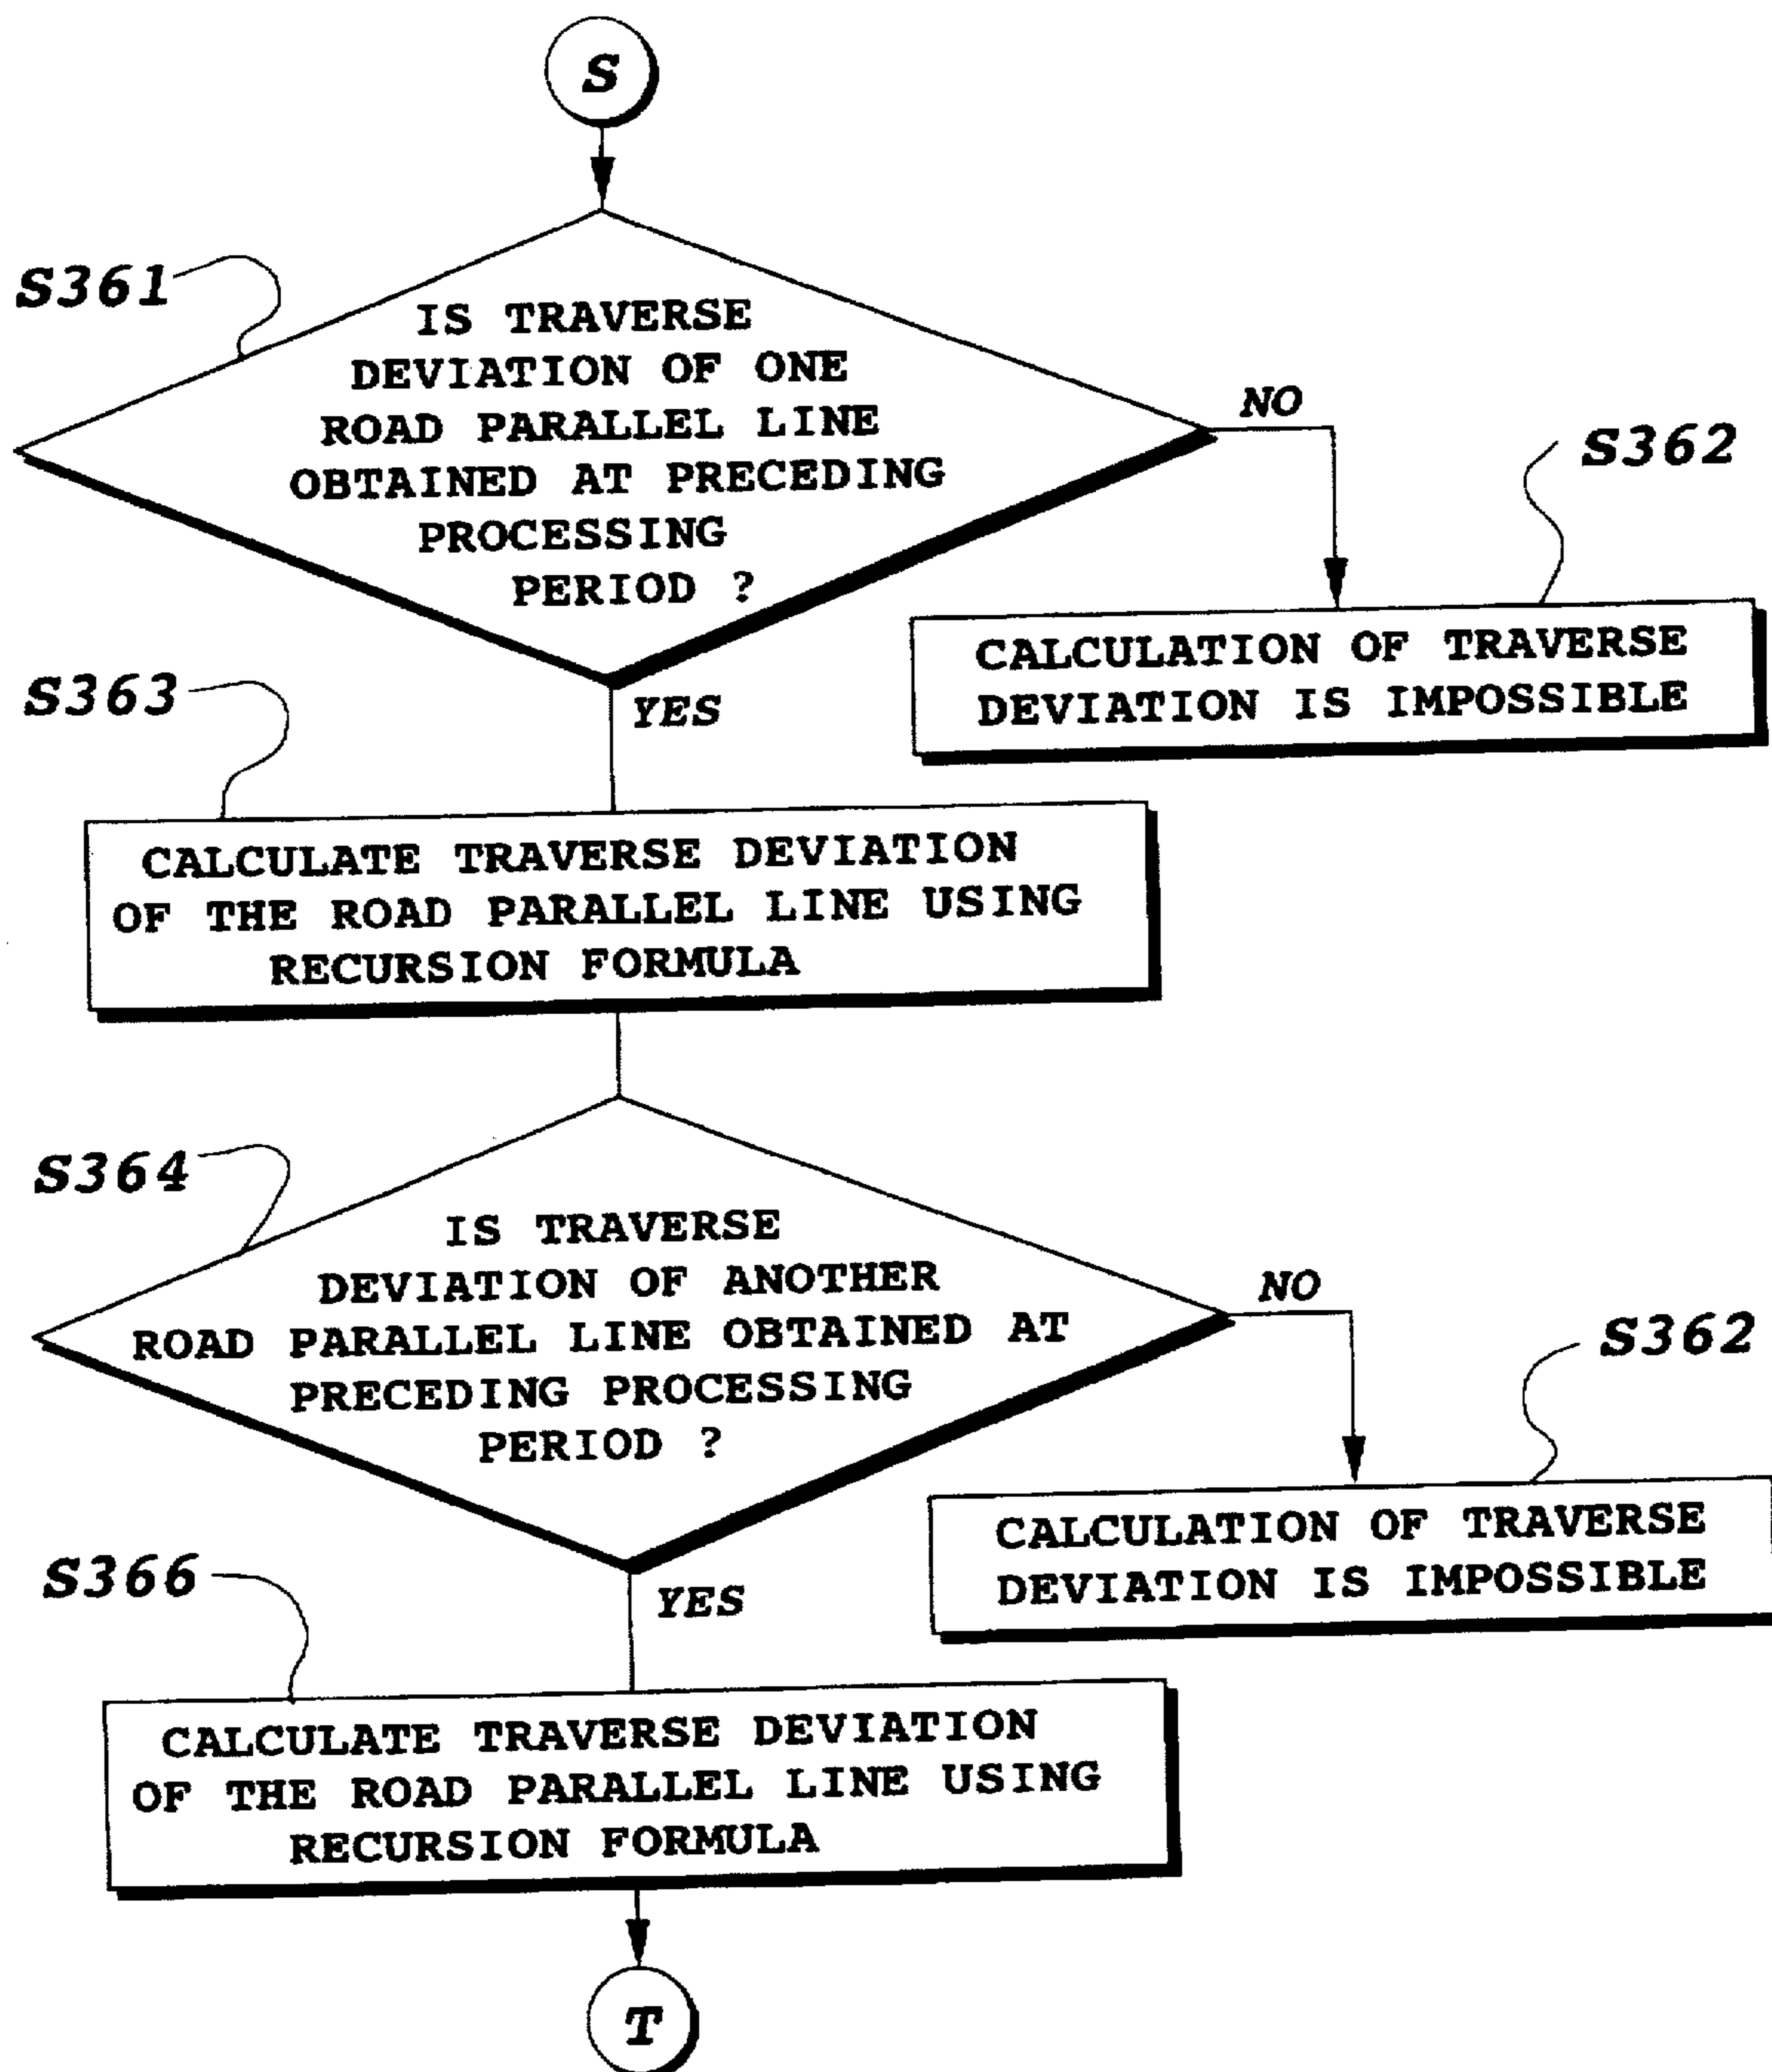 S
S361
IS TRAVERSE
DEVIATION OF ONE
ROAD PARALLEL LINE
OBTAINED AT PRECEDING
PROCESSING
PERIOD ?
NO
S362
CALCULATION OF TRAVERSE
DEVIATION IS IMPOSSIBLE
YES
S363
CALCULATE TRAVERSE DEVIATION
OF THE ROAD PARALLEL LINE USING
RECURSION FORMULA
S364
IS TRAVERSE
DEVIATION OF ANOTHER
ROAD PARALLEL LINE OBTAINED AT
PRECEDING PROCESSING
PERIOD ?
NO
S362
CALCULATION OF TRAVERSE
DEVIATION IS IMPOSSIBLE
YES
S366
CALCULATE TRAVERSE DEVIATION
OF THE ROAD PARALLEL LINE USING
RECURSION FORMULA
T